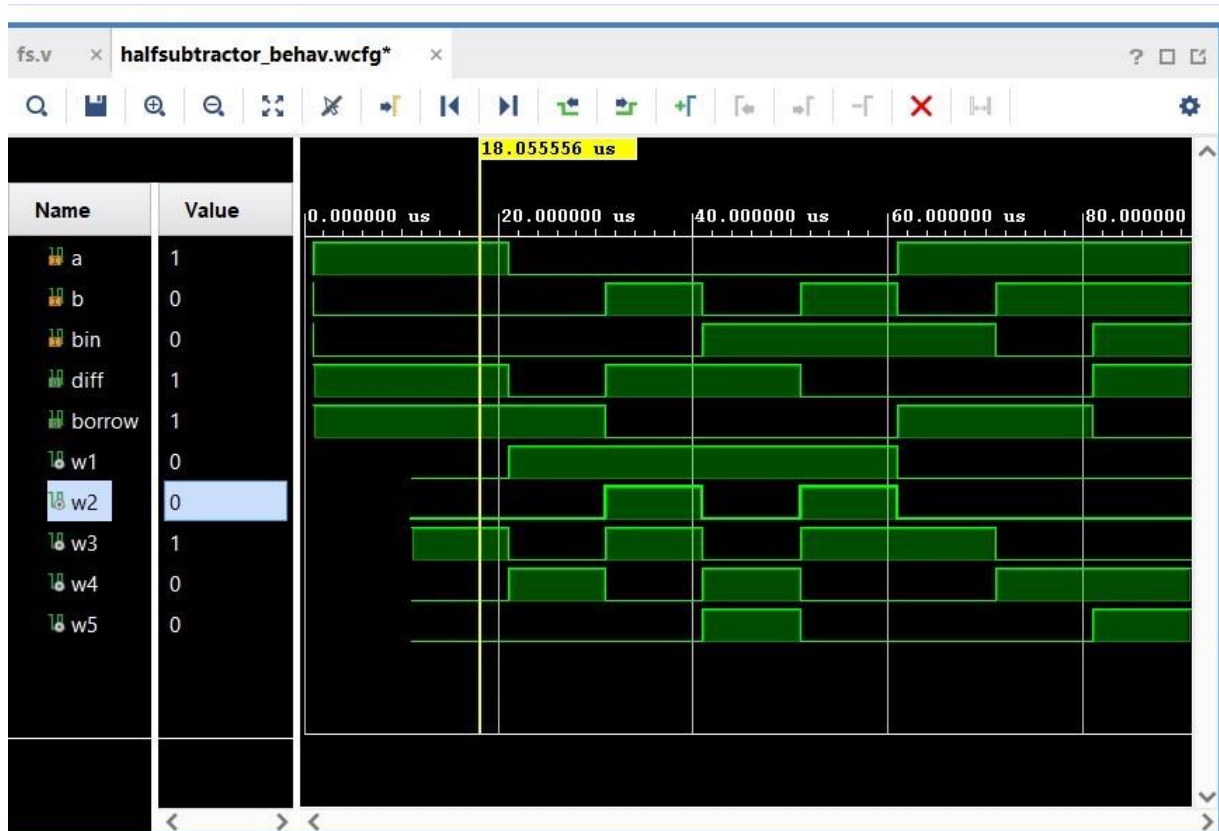 fs.v × halfsubtractor_behav.wcfg* ×
18.055556 us
Name Value
0.000000 us 20.000000 us 40.000000 us 60.000000 us 80.000000
a 1
b 0
bin 0
diff 1
borrow 1
w1 0
w2 0
w3 1
w4 0
w5 0